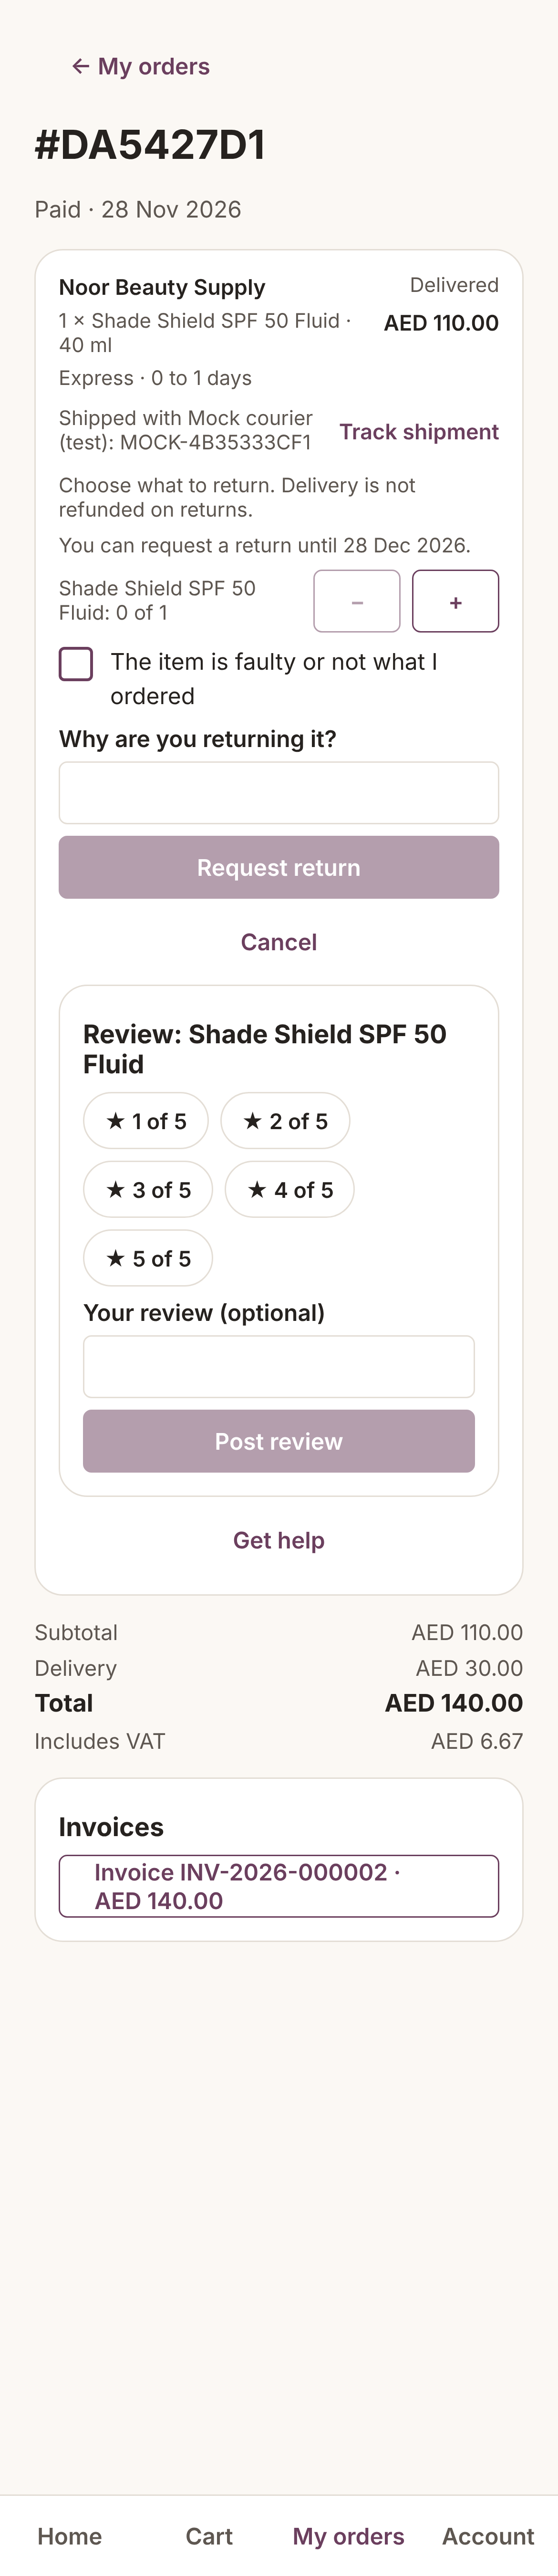 ← My orders
#DA5427D1
Paid · 28 Nov 2026
Noor Beauty Supply
Delivered
1 × Shade Shield SPF 50 Fluid ·
40 ml
AED 110.00
Express · 0 to 1 days
Shipped with Mock courier
(test): MOCK-4B35333CF1
Track shipment
Choose what to return. Delivery is not
refunded on returns.
You can request a return until 28 Dec 2026.
Shade Shield SPF 50
Fluid: 0 of 1
−
+
The item is faulty or not what I
ordered
Why are you returning it?
Request return
Cancel
Review: Shade Shield SPF 50
Fluid
★ 1 of 5
★ 2 of 5
★ 3 of 5
★ 4 of 5
★ 5 of 5
Your review (optional)
Post review
Get help
Subtotal
AED 110.00
Delivery
AED 30.00
Total
AED 140.00
Includes VAT
AED 6.67
Invoices
Invoice INV-2026-000002 ·
AED 140.00
Home
Cart
My orders
Account